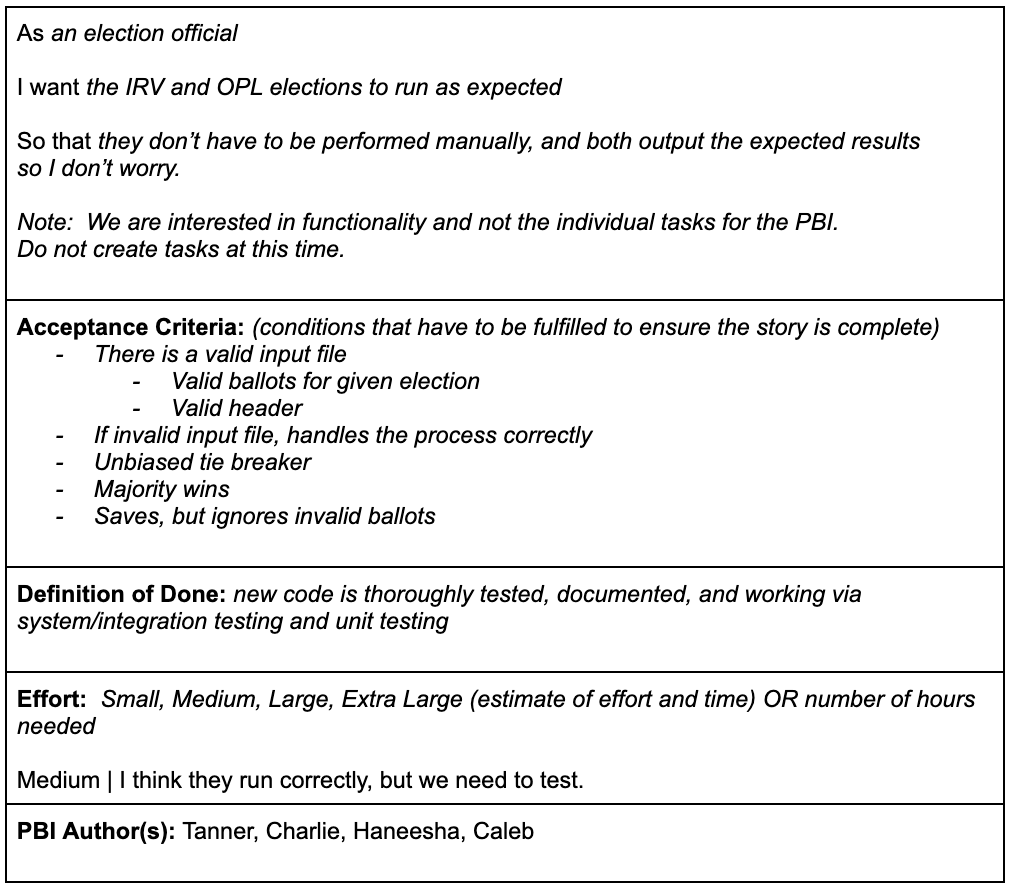 As an election official
I want the IRV and OPL elections to run as expected
So that they don’t have to be performed manually, and both output the expected results
so I don’t worry.
Note:  We are interested in functionality and not the individual tasks for the PBI.
Do not create tasks at this time.
Acceptance Criteria: (conditions that have to be fulfilled to ensure the story is complete)
- There is a valid input file
- Valid ballots for given election
- Valid header
- If invalid input file, handles the process correctly
- Unbiased tie breaker
- Majority wins
- Saves, but ignores invalid ballots
Definition of Done: new code is thoroughly tested, documented, and working via
system/integration testing and unit testing
Effort:  Small, Medium, Large, Extra Large (estimate of effort and time) OR number of hours
needed
Medium | I think they run correctly, but we need to test.
PBI Author(s): Tanner, Charlie, Haneesha, Caleb